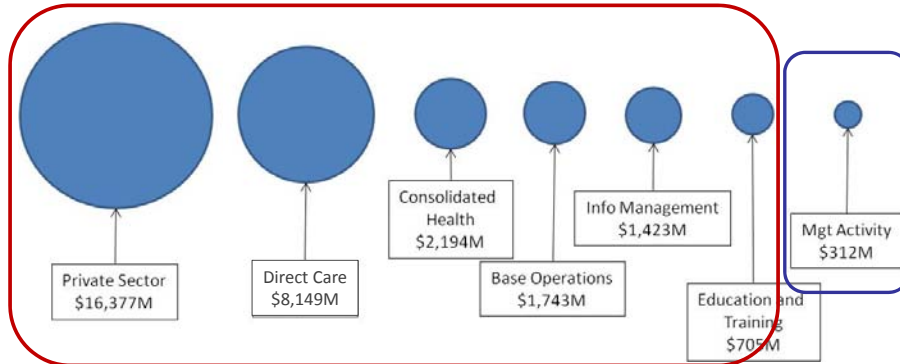 Private Sector
$16,377M
Direct Care
$8,149M
Consolidated
Health
$2,194M
Base Operations
$1,743M
Info Management
$1,423M
Education and
Training
$705M
Mgt Activity
$312M